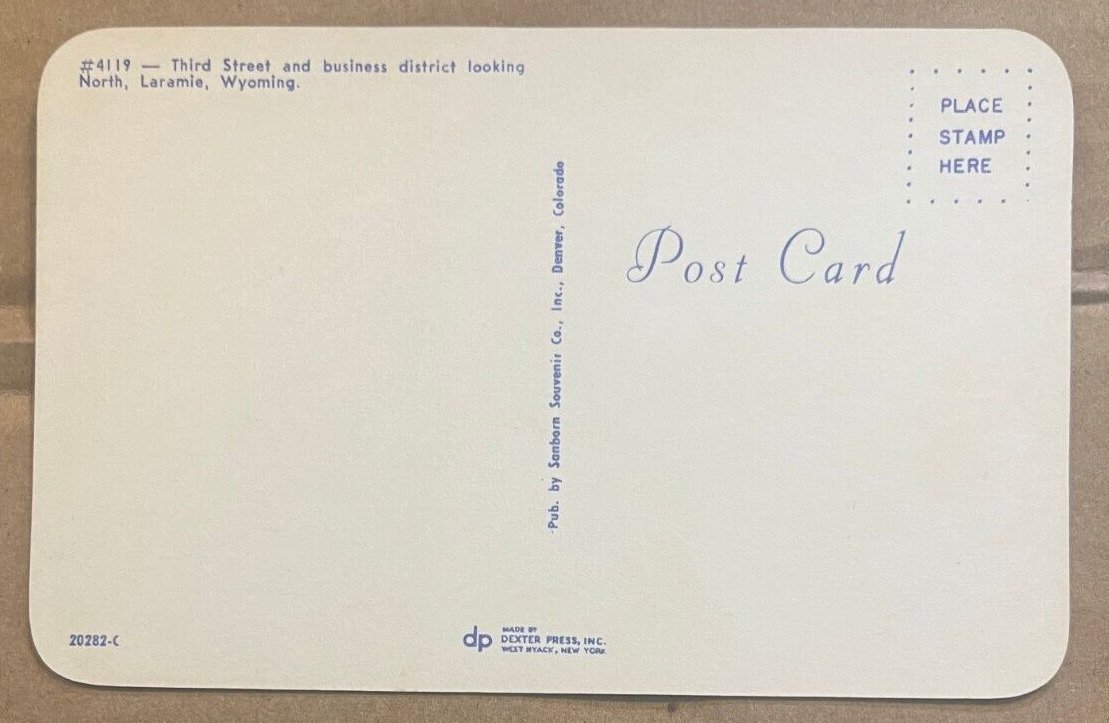 #4119 — Third Street and business district looking
North, Laramie, Wyoming.
PLACE
STAMP
HERE
Post Card
Pub. by Sanborn Souvenir Co., Inc., Denver, Colorado
20282-C
dp
MADE BY
DEXTER PRESS, INC.
WEST NYACK, NEW YORK